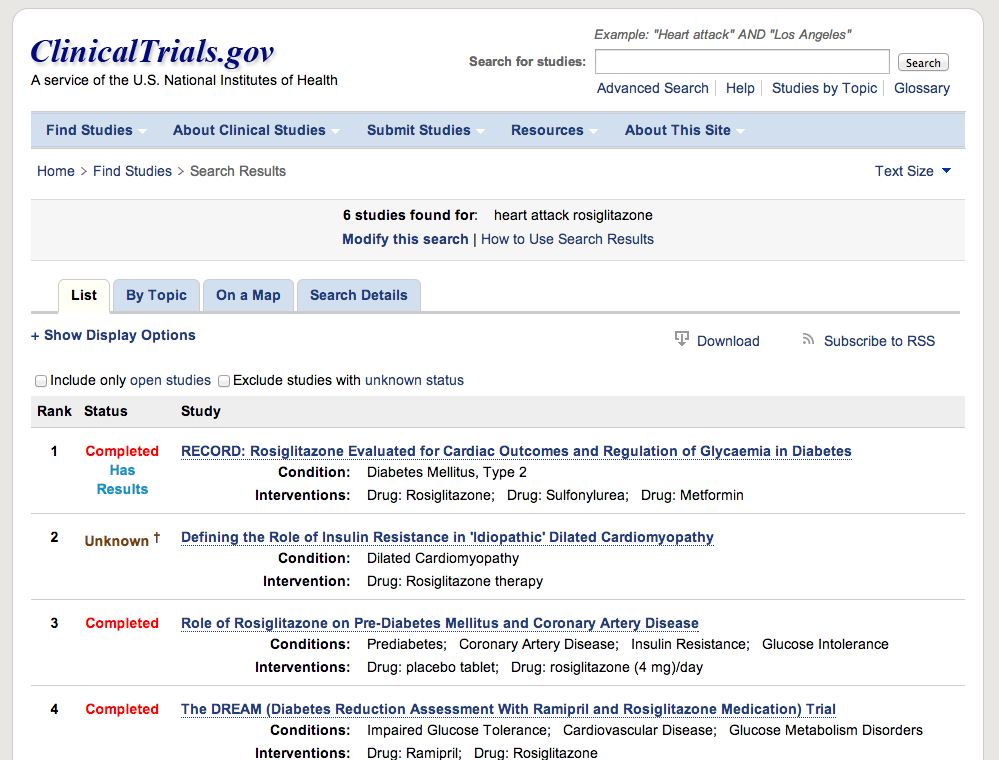 Example: "Heart attack" AND "Los Angeles"
ClinicalTrials.gov
Search for studies:
Search
A service of the U.S. National Institutes of Health
Advanced Search Help Studies by Topic Glossary
Find Studies About Clinical Studies Submit Studies Resources About This Site
Home > Find Studies > Search Results
Text Size
6 studies found for: heart attack rosiglitazone
Modify this search | How to Use Search Results
List By Topic On a Map Search Details
+ Show Display Options
Download Subscribe to RSS
Include only open studies Exclude studies with unknown status
Rank Status Study
1 Completed RECORD: Rosiglitazone Evaluated for Cardiac Outcomes and Regulation of Glycaemia in Diabetes
Has Condition: Diabetes Mellitus, Type 2
Results Interventions: Drug: Rosiglitazone; Drug: Sulfonylurea; Drug: Metformin
2 Unknown † Defining the Role of Insulin Resistance in 'Idiopathic' Dilated Cardiomyopathy
Condition: Dilated Cardiomyopathy
Intervention: Drug: Rosiglitazone therapy
3 Completed Role of Rosiglitazone on Pre-Diabetes Mellitus and Coronary Artery Disease
Conditions: Prediabetes; Coronary Artery Disease; Insulin Resistance; Glucose Intolerance
Interventions: Drug: placebo tablet; Drug: rosiglitazone (4 mg)/day
4 Completed The DREAM (Diabetes Reduction Assessment With Ramipril and Rosiglitazone Medication) Trial
Conditions: Impaired Glucose Tolerance; Cardiovascular Disease; Glucose Metabolism Disorders
Interventions: Drug: Ramipril; Drug: Rosiglitazone